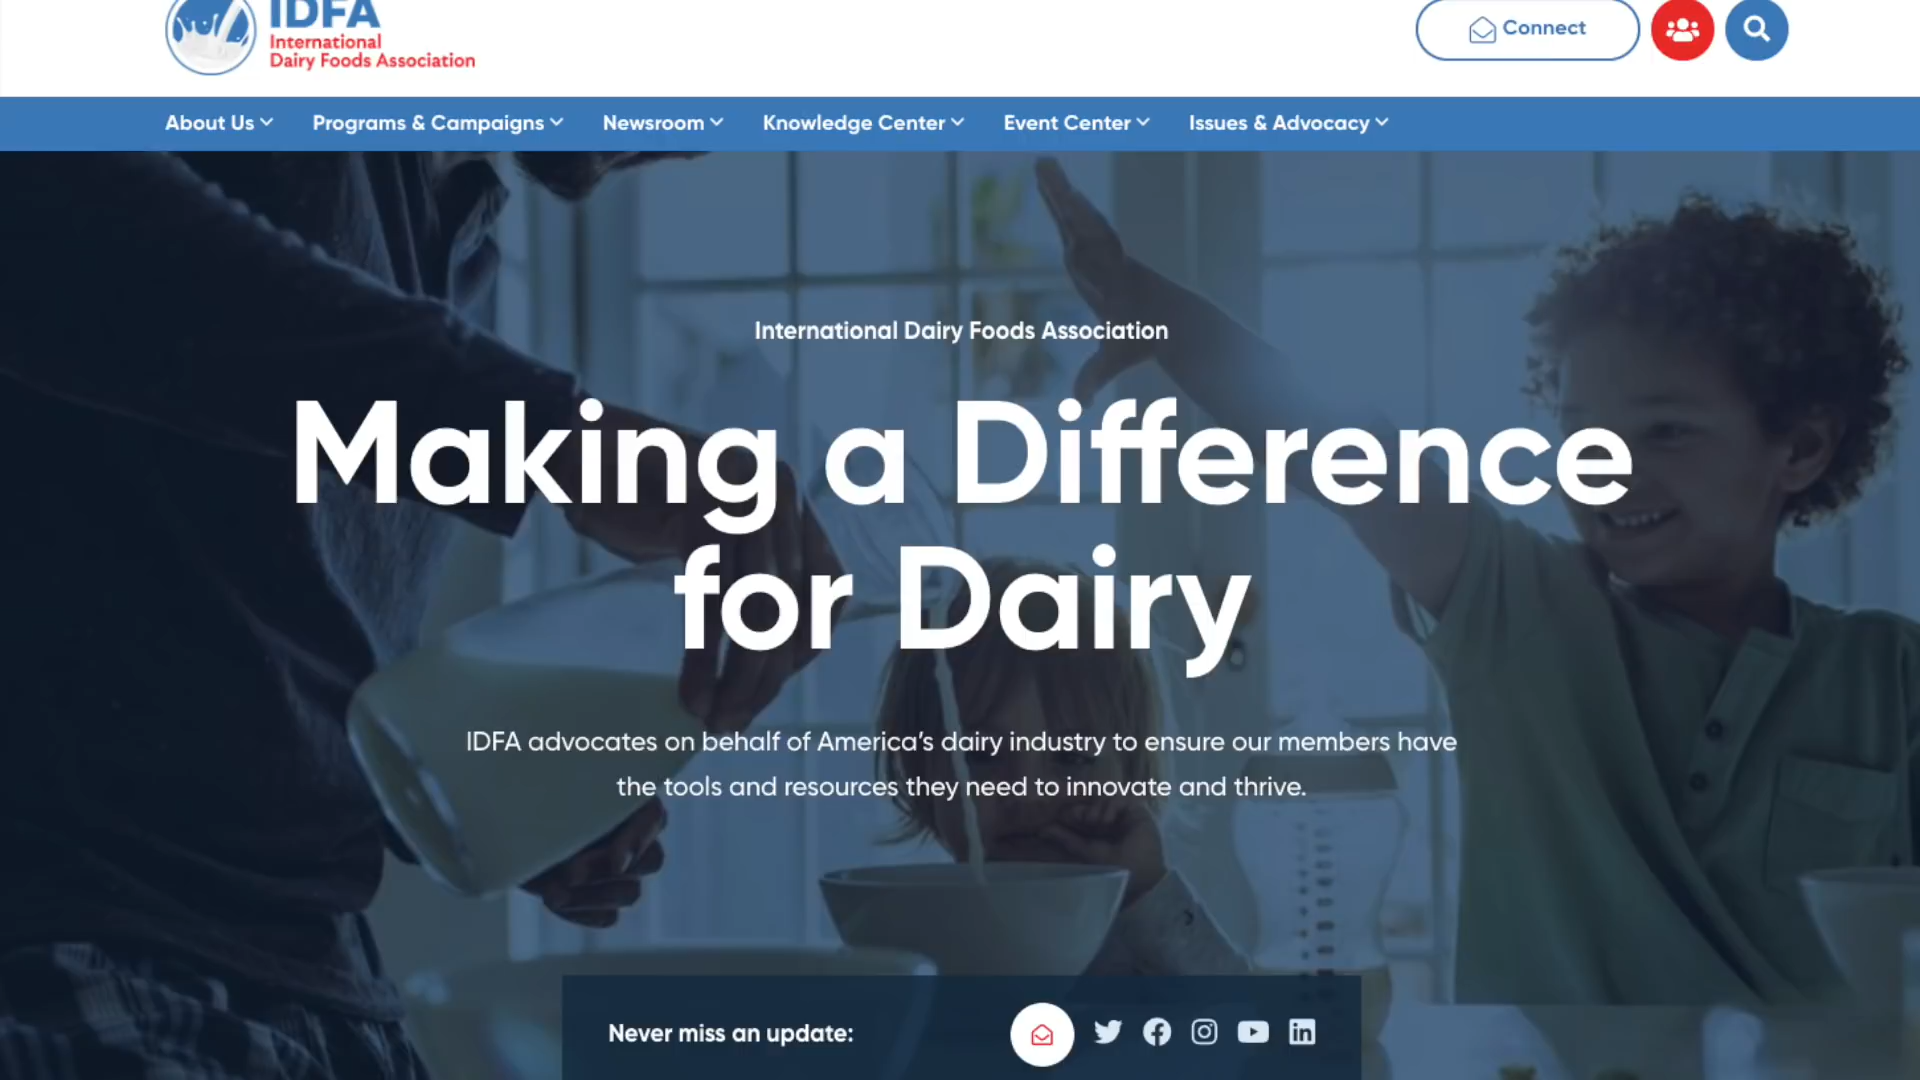 IDFA
International
Dairy Foods Association
Connect
About Us
Programs & Campaigns
Newsroom
Knowledge Center
Event Center
Issues & Advocacy
International Dairy Foods Association
Making a Difference
for Dairy
IDFA advocates on behalf of America's dairy industry to ensure our members have
the tools and resources they need to innovate and thrive.
Never miss an update: